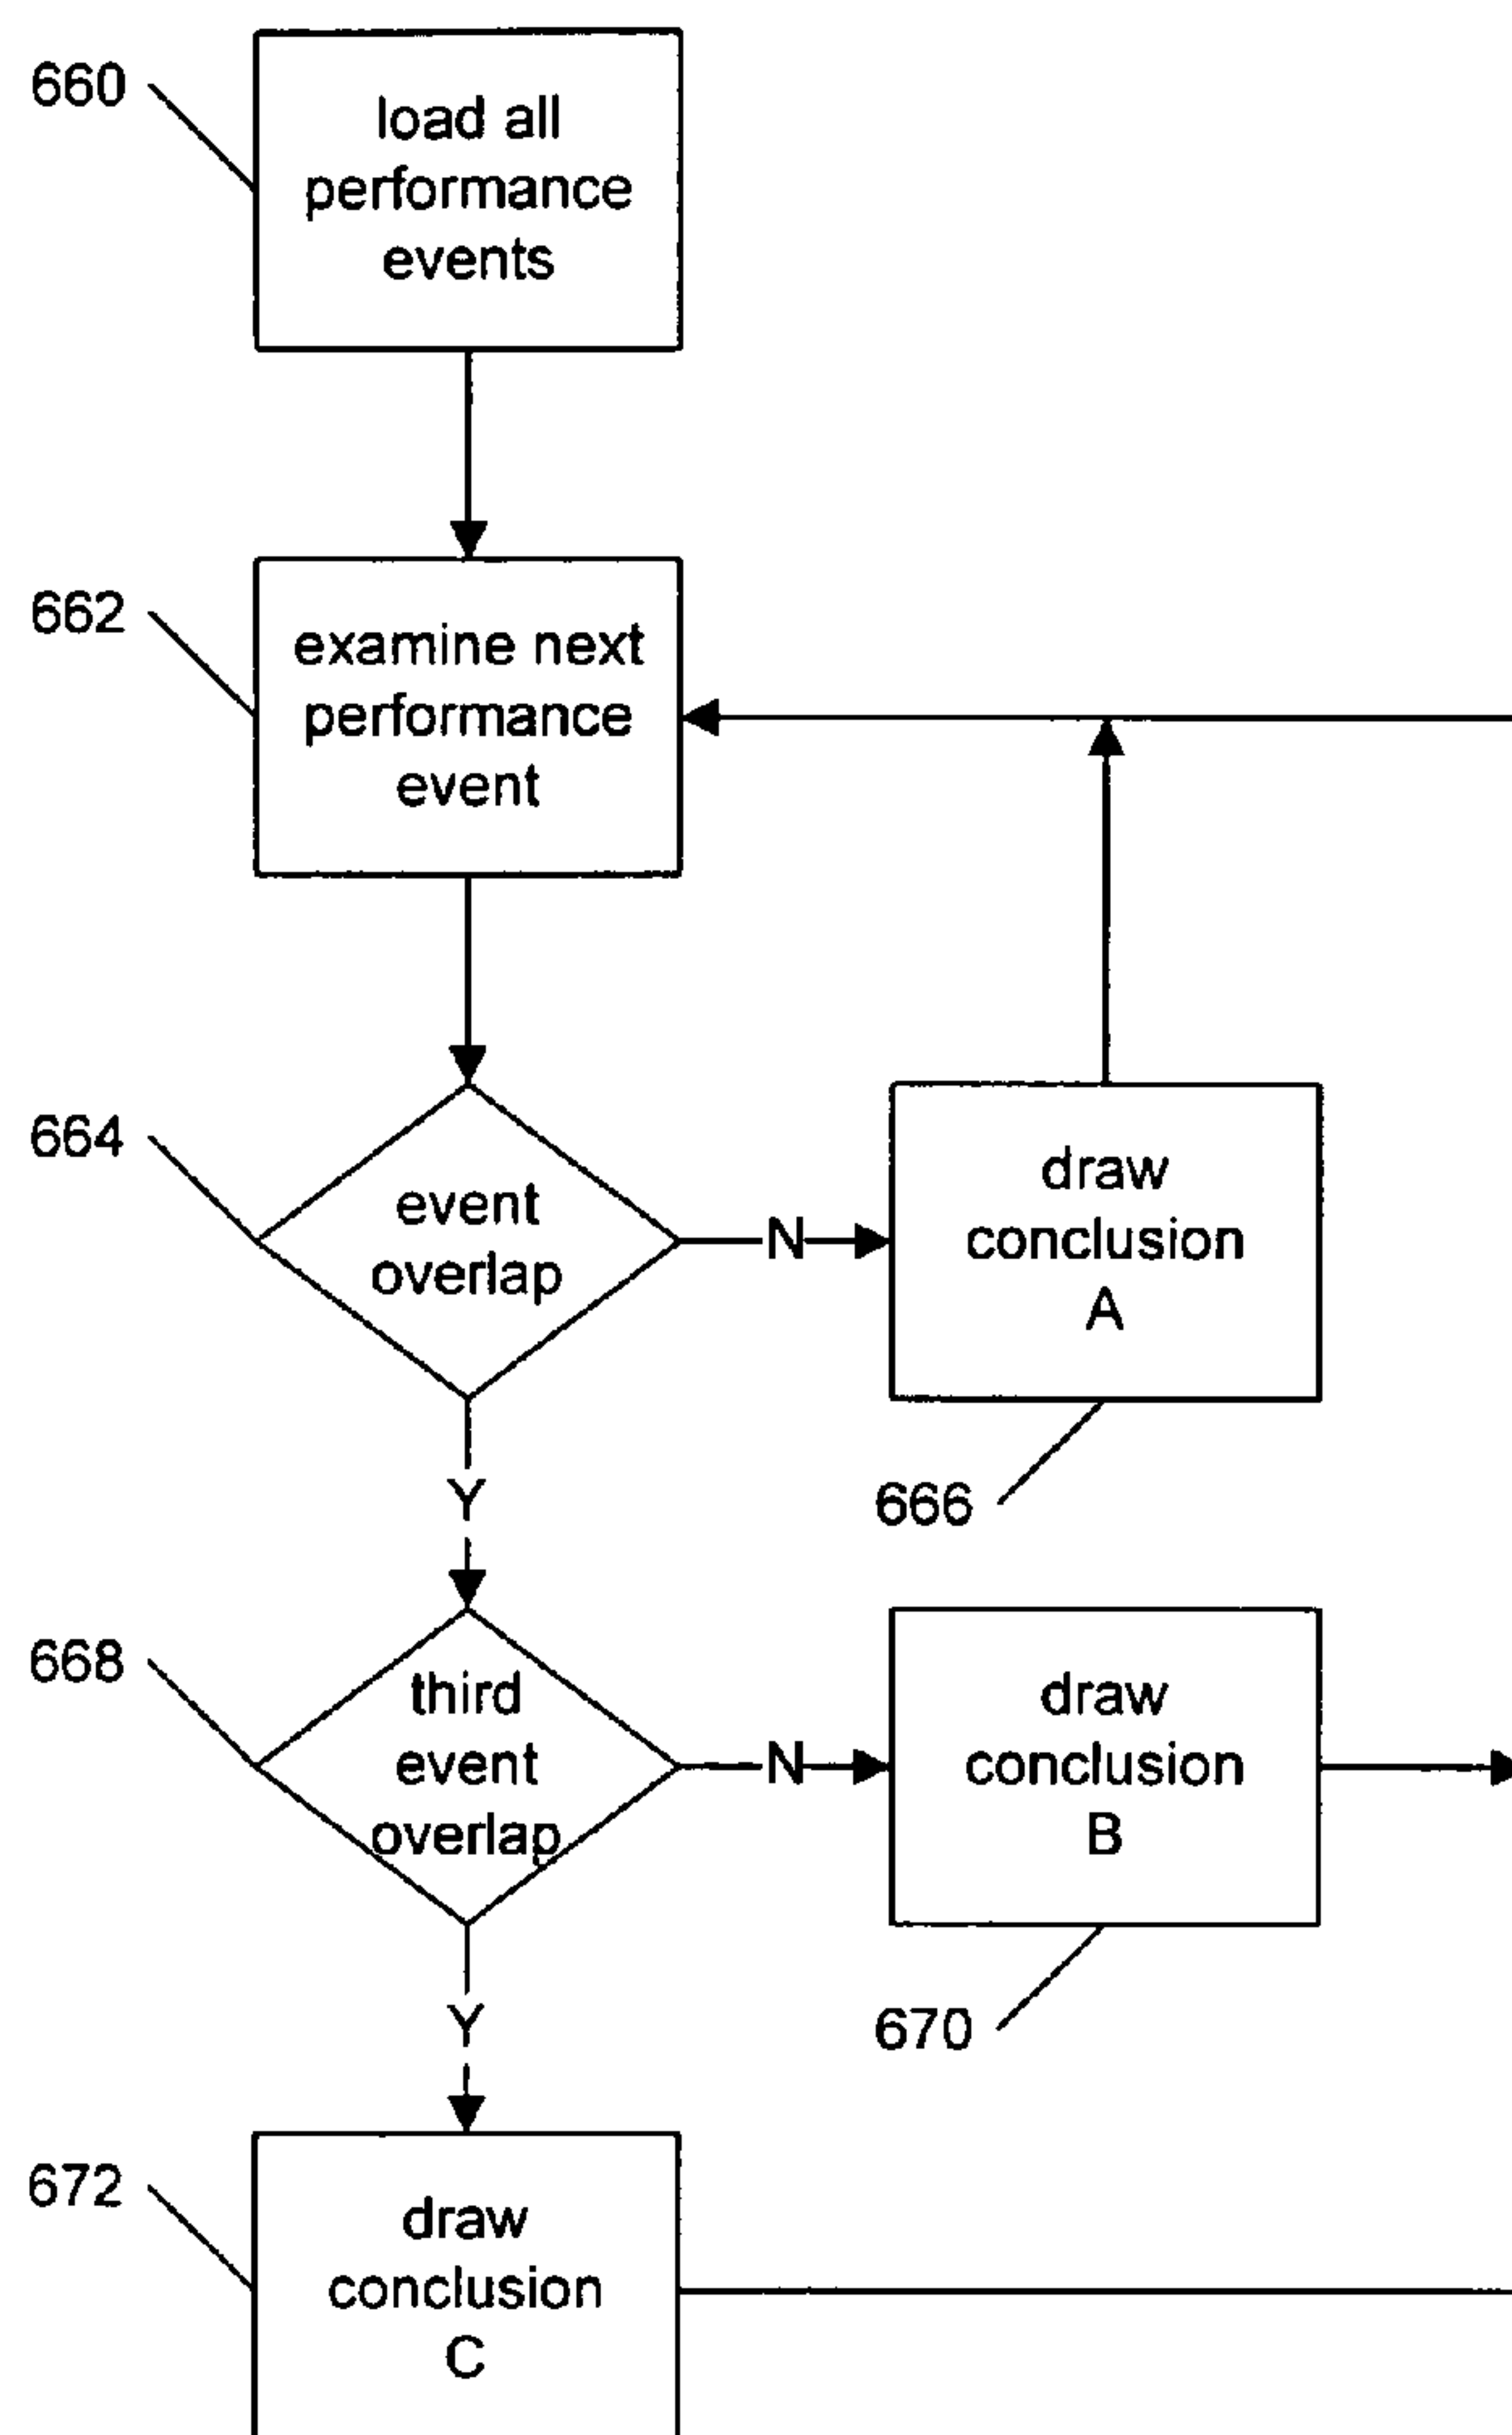 660
load all
performance
events
662
examine next
performance
event
664
event
overlap
N
draw
conclusion
A
666
Y
668
third
event
overlap
N
draw
conclusion
B
670
Y
672
draw
conclusion
C